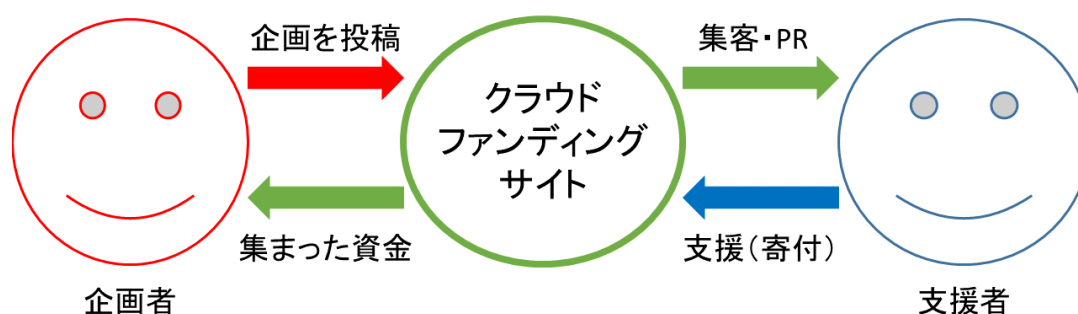 企画を投稿
集客・PR
クラウド
ファンディング
サイト
集まった資金
支援(寄付)
企画者
支援者